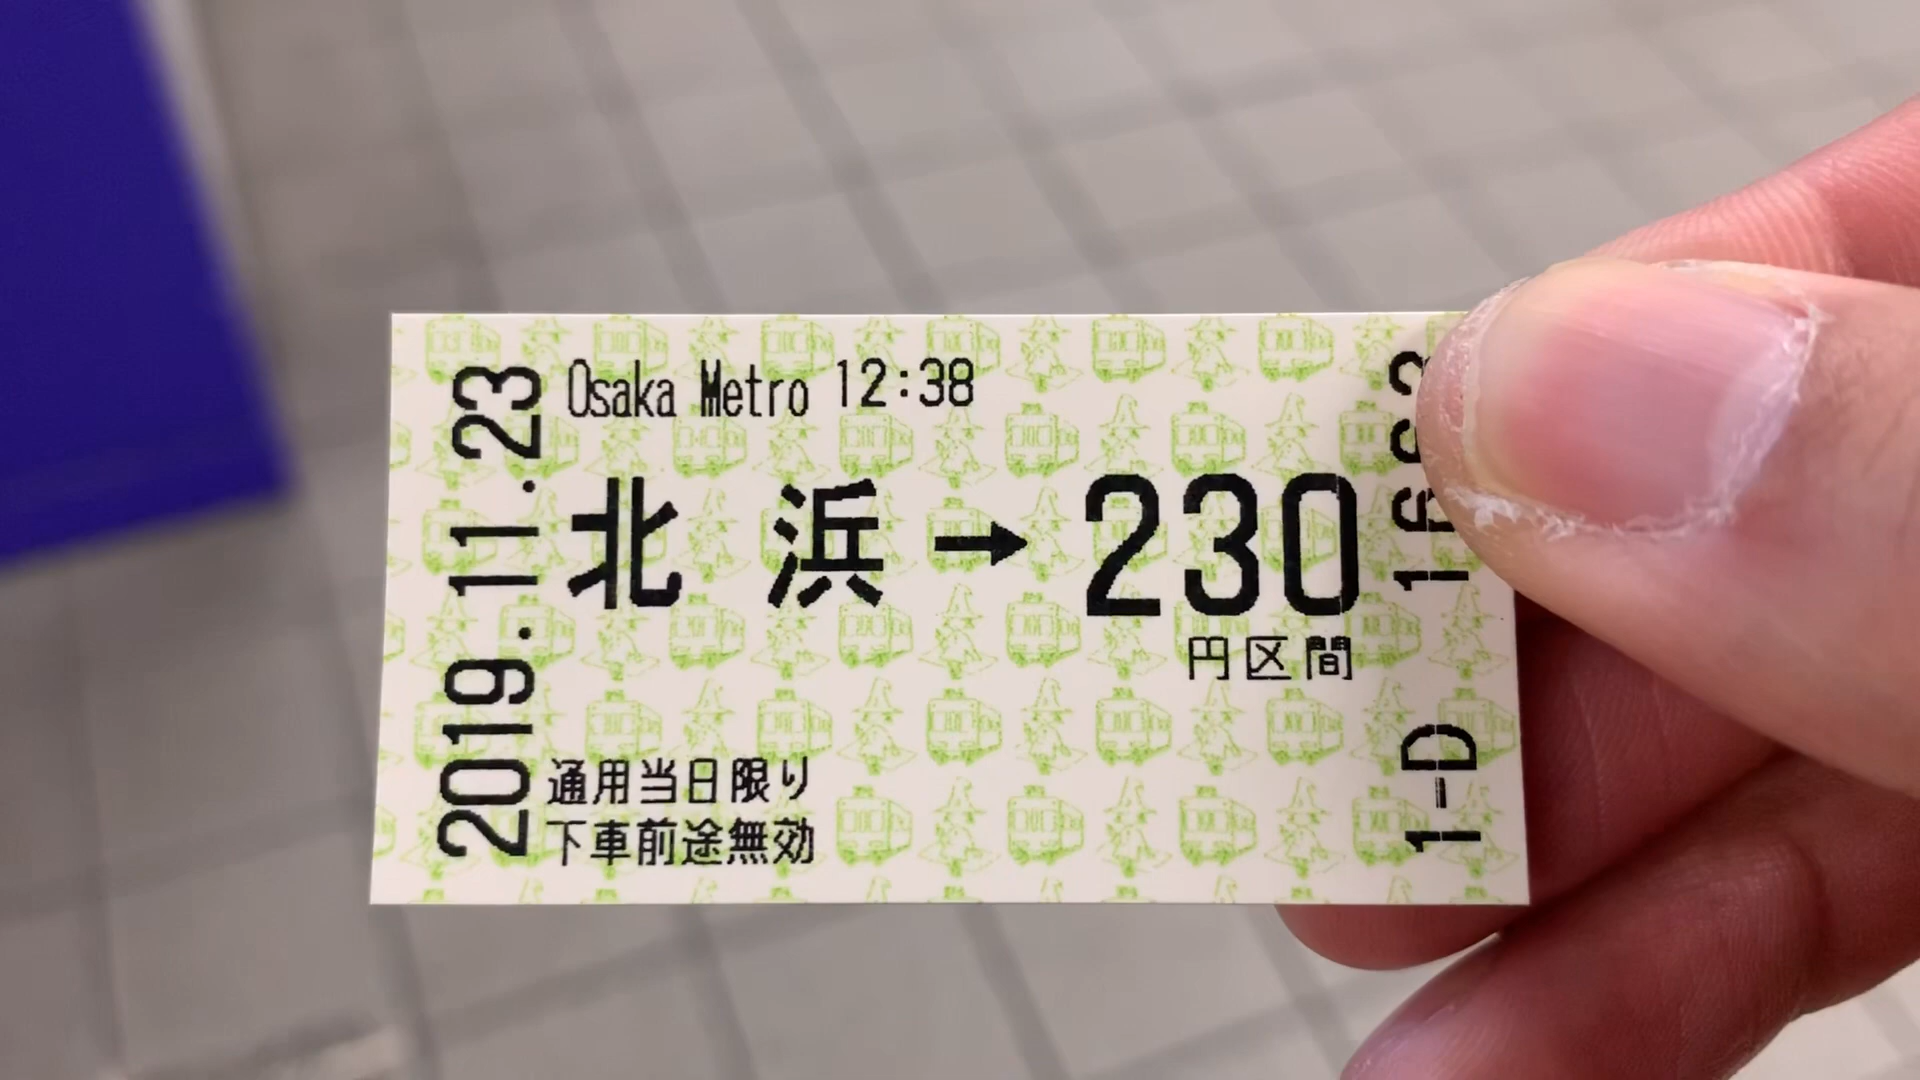 2019.11.23
Osaka Metro 12:38
北浜→230
円区間
通用当日限り
下車前途無効
1-D